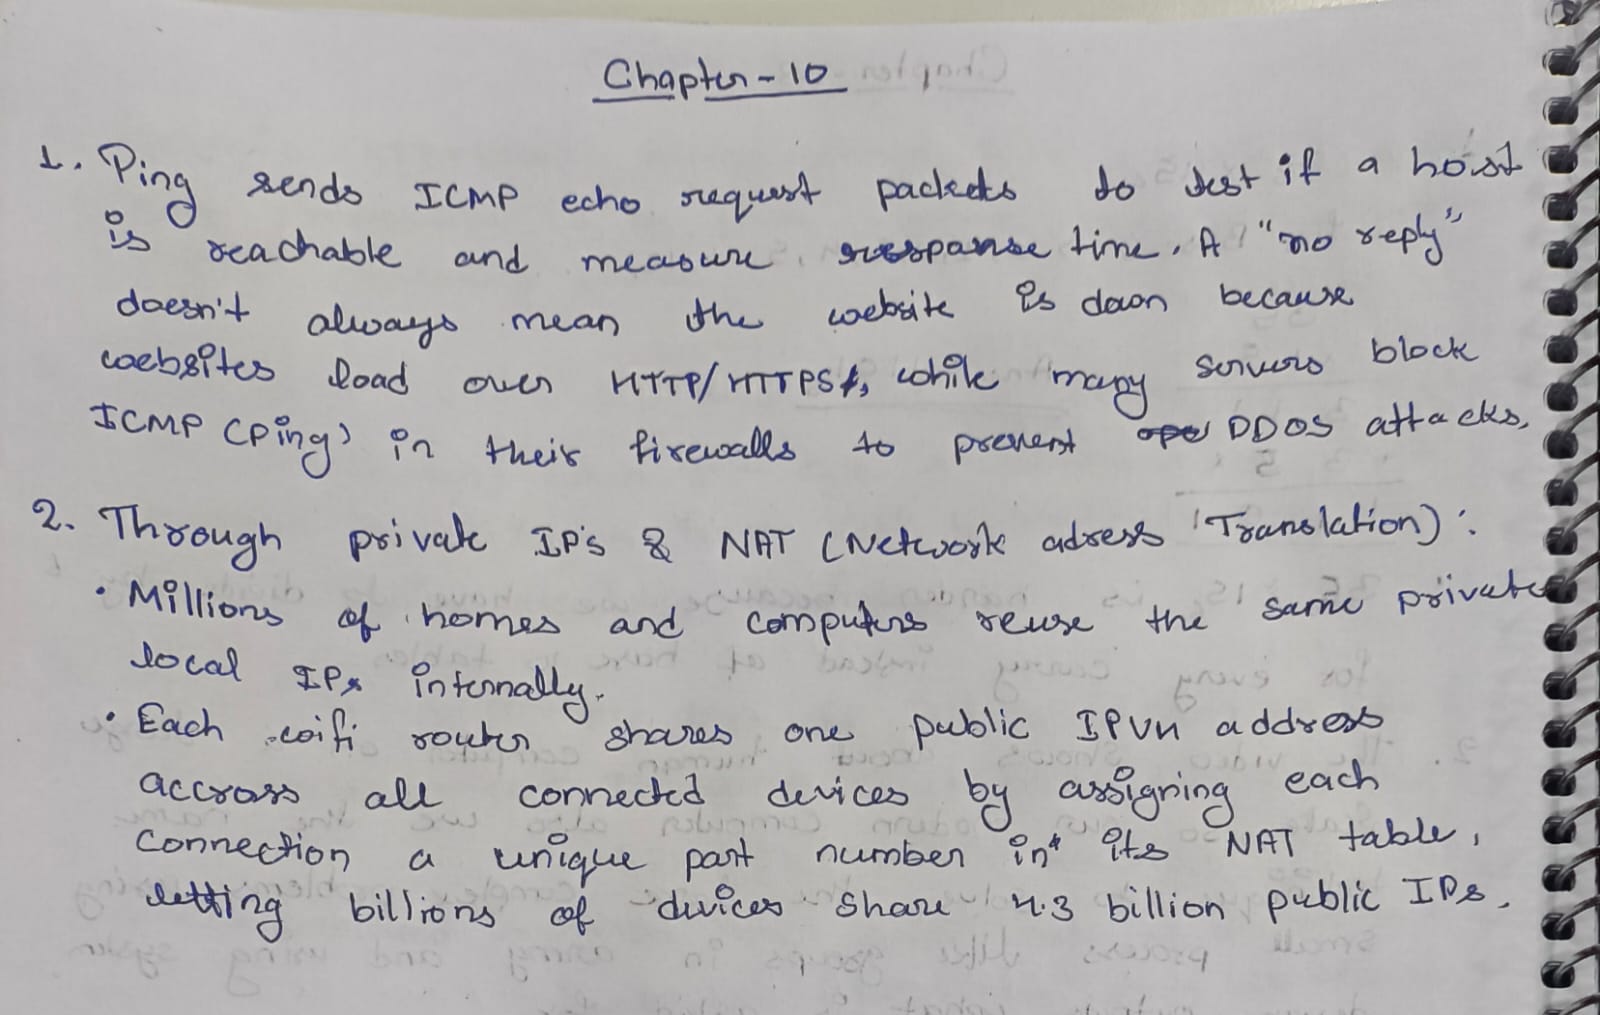 Chapter - 10
1. Ping sends ICMP echo request packets to test if a host
is reachable and measure response time. A "no reply"
doesn't always mean the website is down because
websites load over HTTP/HTTPS, while many servers block
ICMP (Ping) in their firewalls to prevent DDOS attacks,
2. Through private IP's & NAT (Network adress Translation):
• Millions of homes and computers reuse the same private
local IPs internally.
• Each wifi router shares one public IPv4 address
accross all connected devices by assigning each
connection a unique port number in its NAT table,
letting billions of devices share 4.3 billion public IPs.